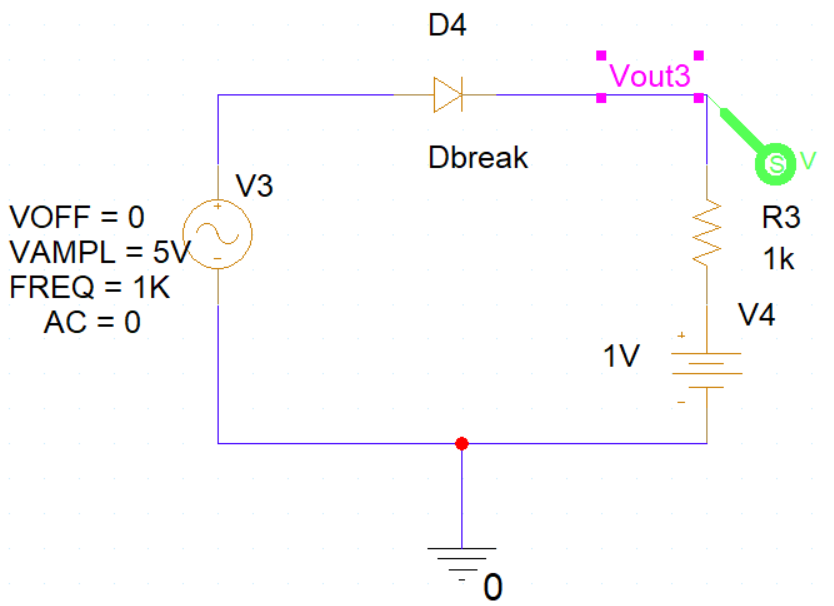 D4
Vout3
Dbreak
V
S
V3
VOFF = 0
VAMPL = 5V
FREQ = 1K
AC = 0
R3
1k
V4
1V
+
-
+
-
0